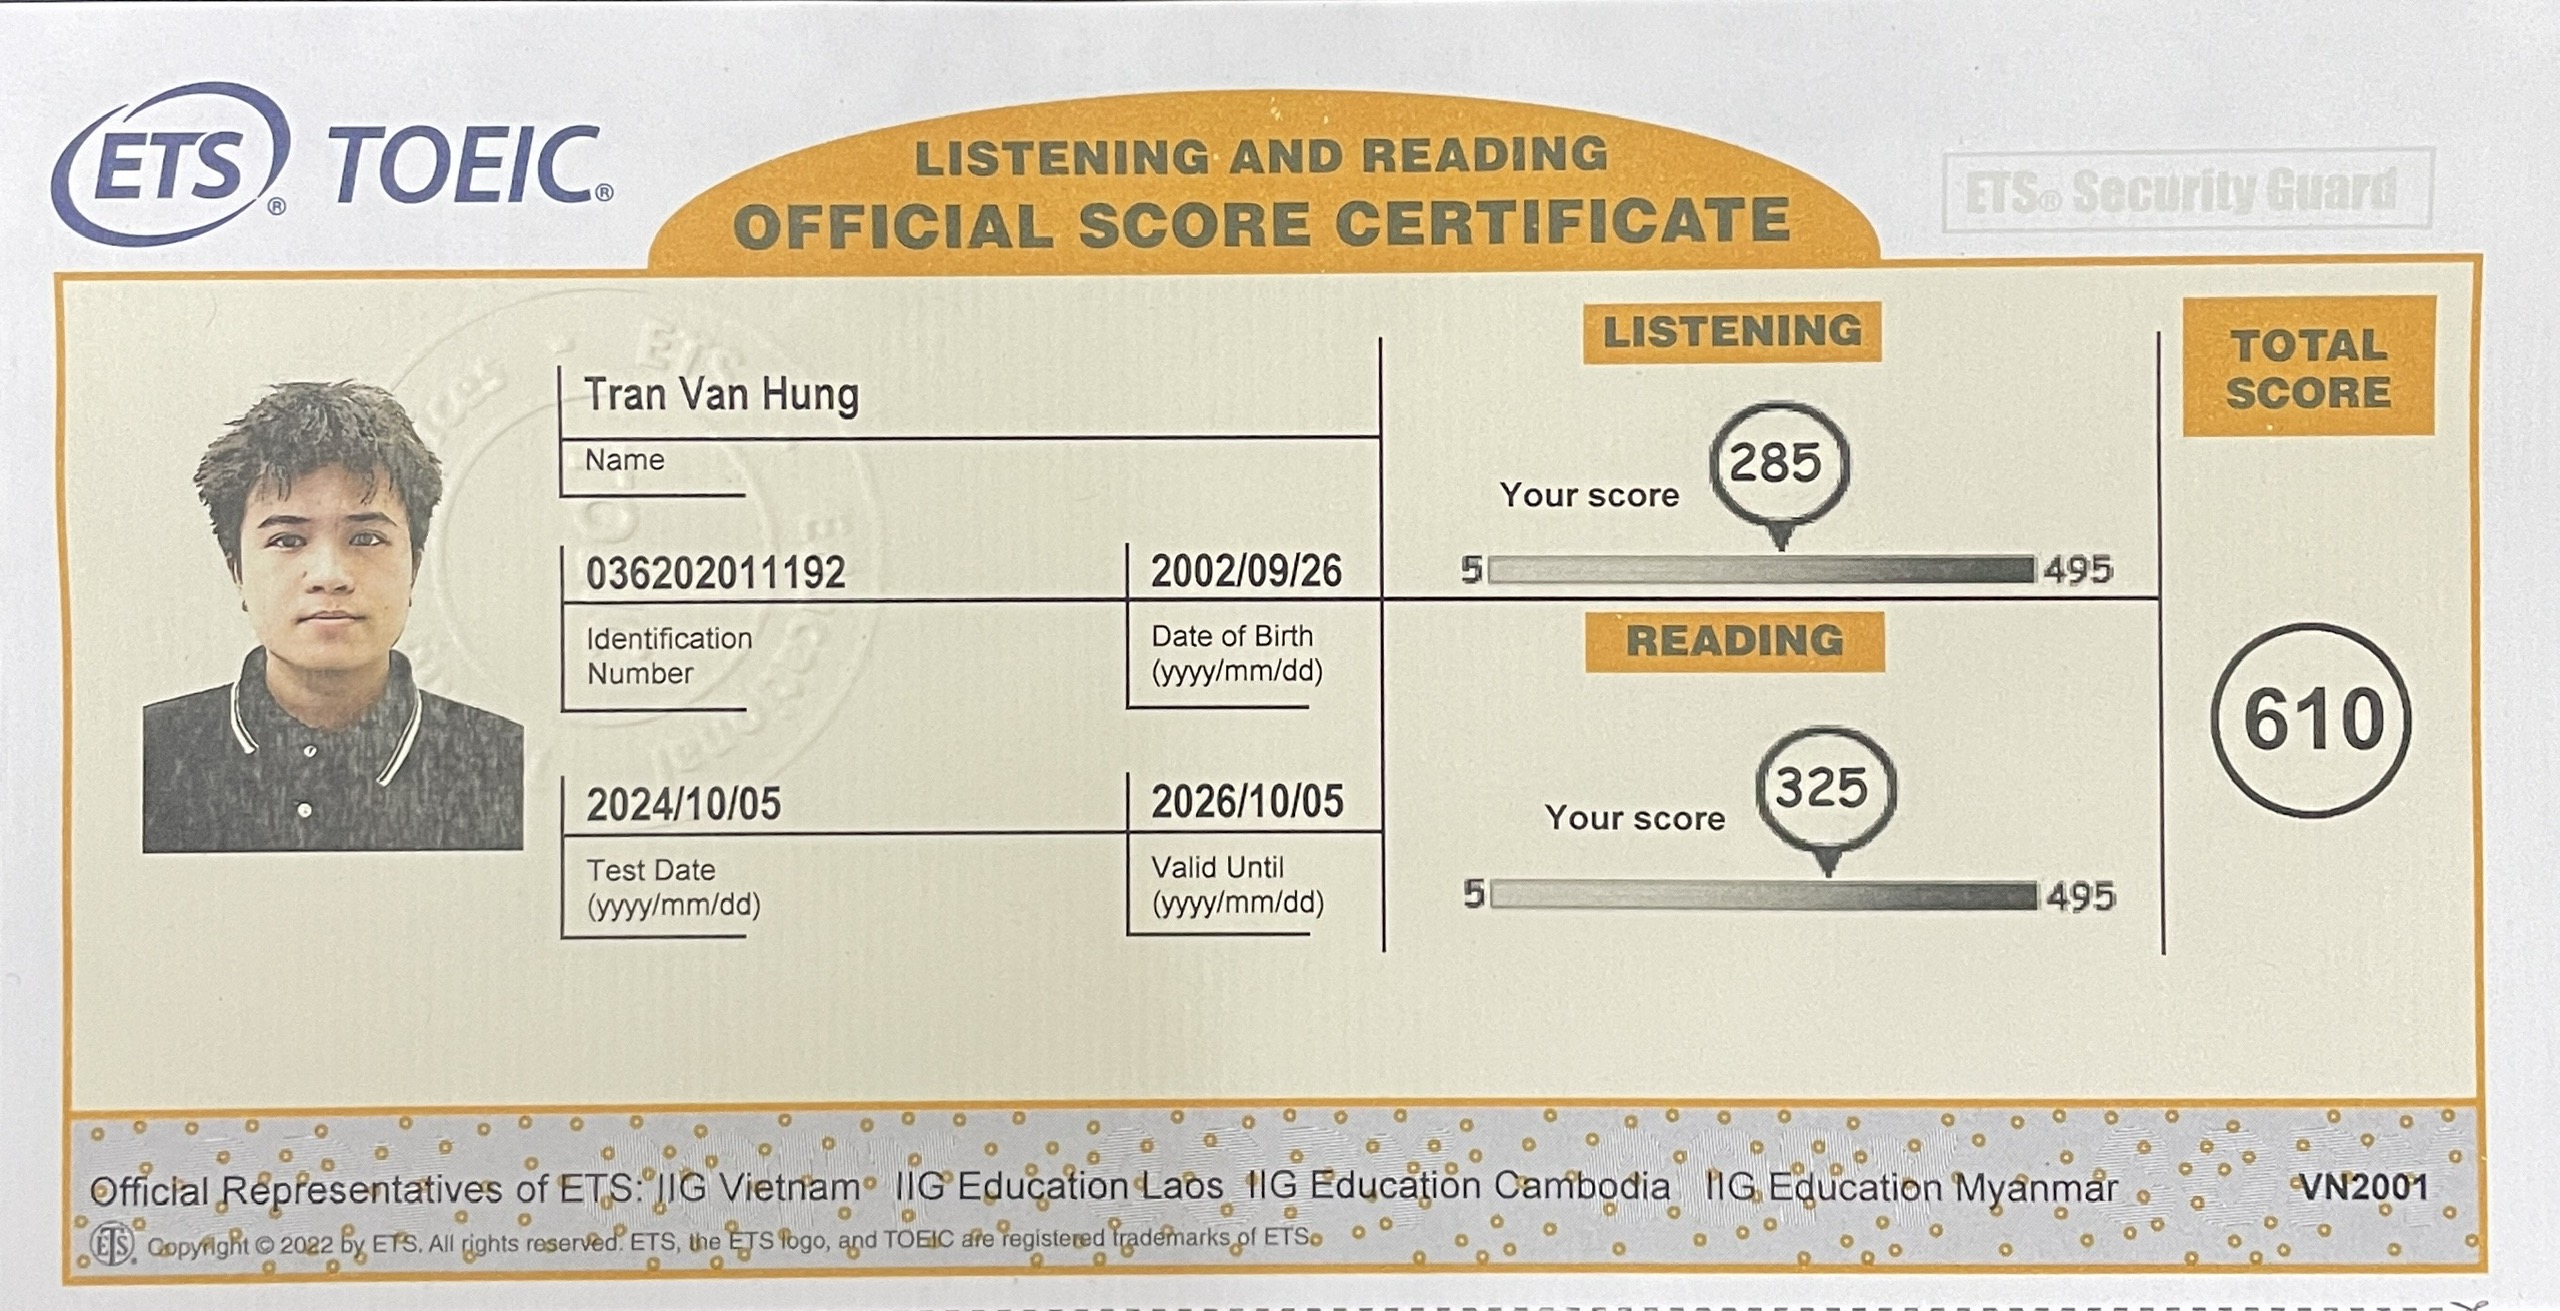 ETS® TOEIC®
LISTENING AND READING
OFFICIAL SCORE CERTIFICATE
ETS® Security Guard
Tran Van Hung
Name
036202011192
Identification
Number
2002/09/26
Date of Birth
(yyyy/mm/dd)
2024/10/05
Test Date
(yyyy/mm/dd)
2026/10/05
Valid Until
(yyyy/mm/dd)
LISTENING
Your score
285
5 495
READING
Your score
325
5 495
TOTAL
SCORE
610
Official Representatives of ETS: IIG Vietnam IIG Education Laos IIG Education Cambodia IIG Education Myanmar VN2001
ETS® Copyright © 2022 by ETS. All rights reserved. ETS, the ETS logo, and TOEIC are registered trademarks of ETS.